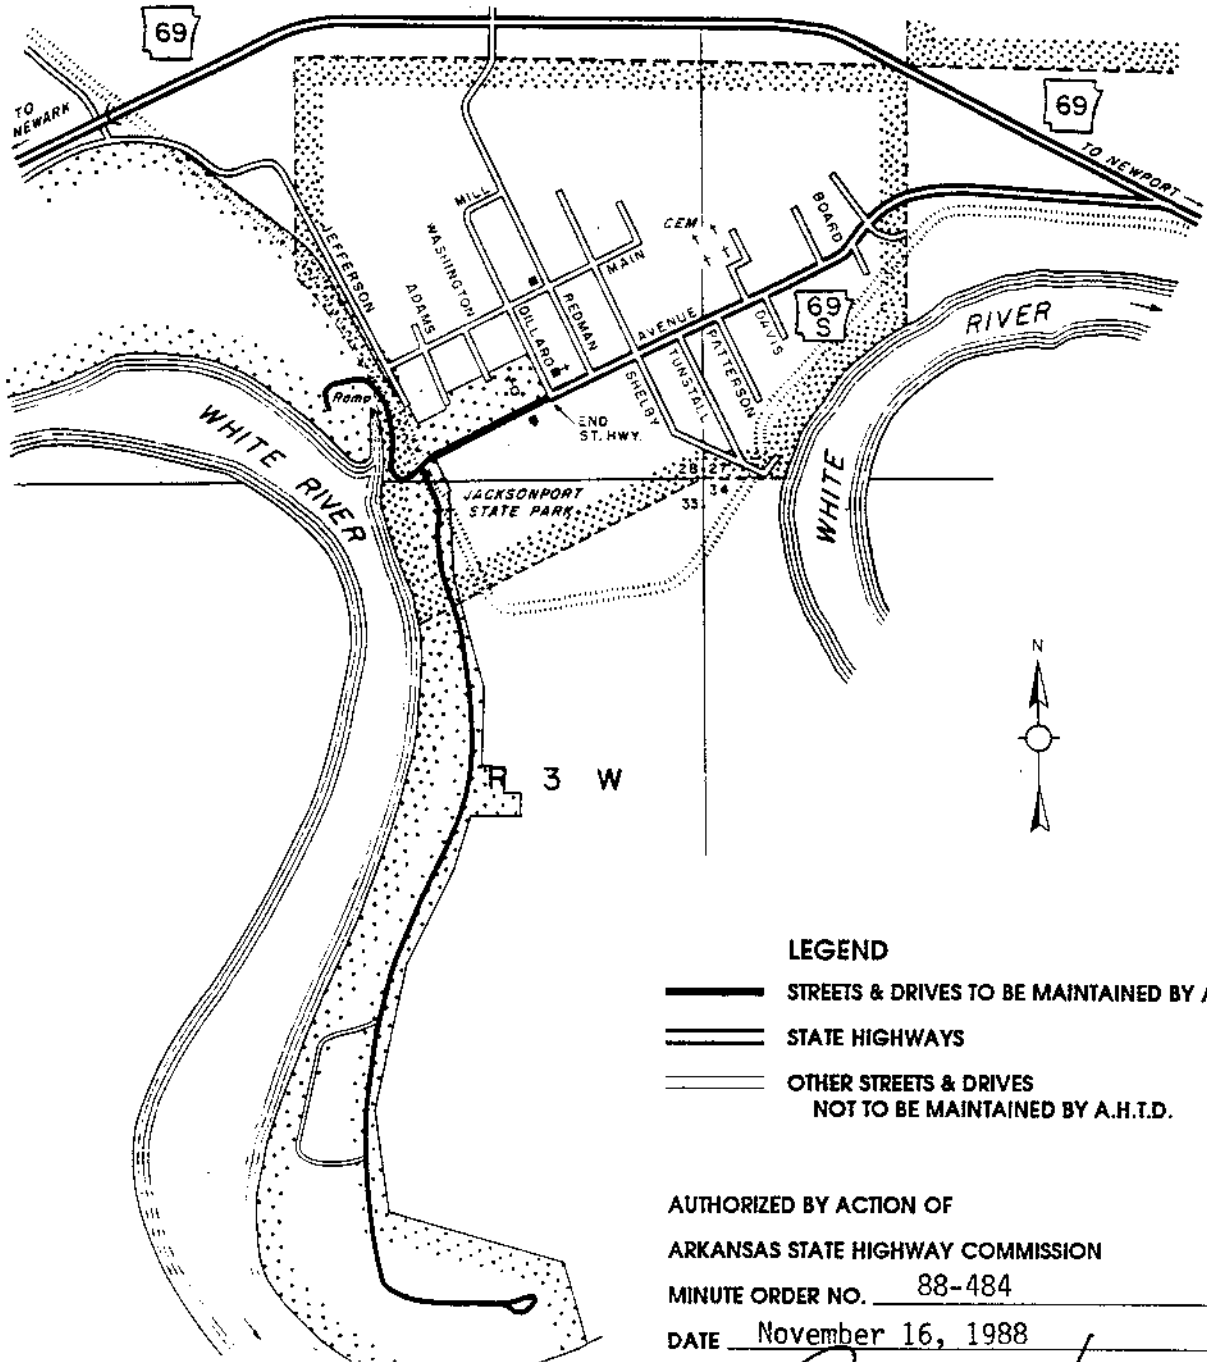 69
TO
NEWARK
69
TO NEWPORT
MILL
WASHINGTON
JEFFERSON
ADAMS
CEM
MAIN
BOARD
DILLARD
REDMAN
AVENUE
69
S
DAVIS
PATTERSON
TUNSTALL
SHELBY
RIVER
WHITE
Ramp
WHITE RIVER
END
ST. HWY.
JACKSONPORT
STATE PARK
28 27
33 34
N
R 3 W
LEGEND
STREETS & DRIVES TO BE MAINTAINED BY
STATE HIGHWAYS
OTHER STREETS & DRIVES
NOT TO BE MAINTAINED BY A.H.T.D.
AUTHORIZED BY ACTION OF
ARKANSAS STATE HIGHWAY COMMISSION
MINUTE ORDER NO. 88-484
DATE November 16, 1988